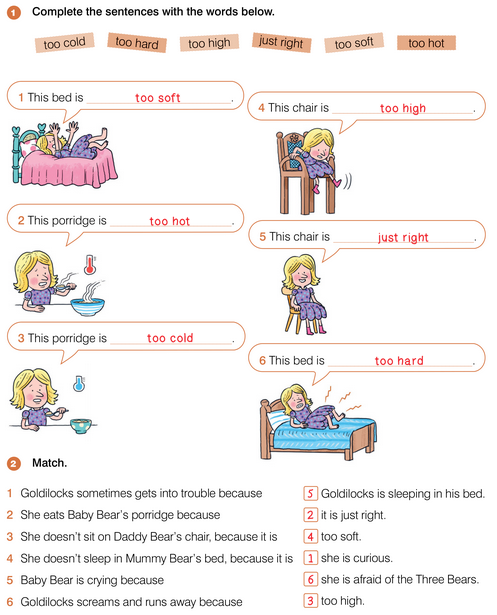 1 Complete the sentences with the words below.
too cold too hard too high just right too soft too hot
1 This bed is too soft.
4 This chair is too high.
2 This porridge is too hot.
5 This chair is just right.
3 This porridge is too cold.
6 This bed is too hard.
2 Match.
1 Goldilocks sometimes gets into trouble because
5 Goldilocks is sleeping in his bed.
2 She eats Baby Bear's porridge because
2 it is just right.
3 She doesn't sit on Daddy Bear's chair, because it is
4 too soft.
4 She doesn't sleep in Mummy Bear's bed, because it is
1 she is curious.
5 Baby Bear is crying because
6 she is afraid of the Three Bears.
6 Goldilocks screams and runs away because
3 too high.